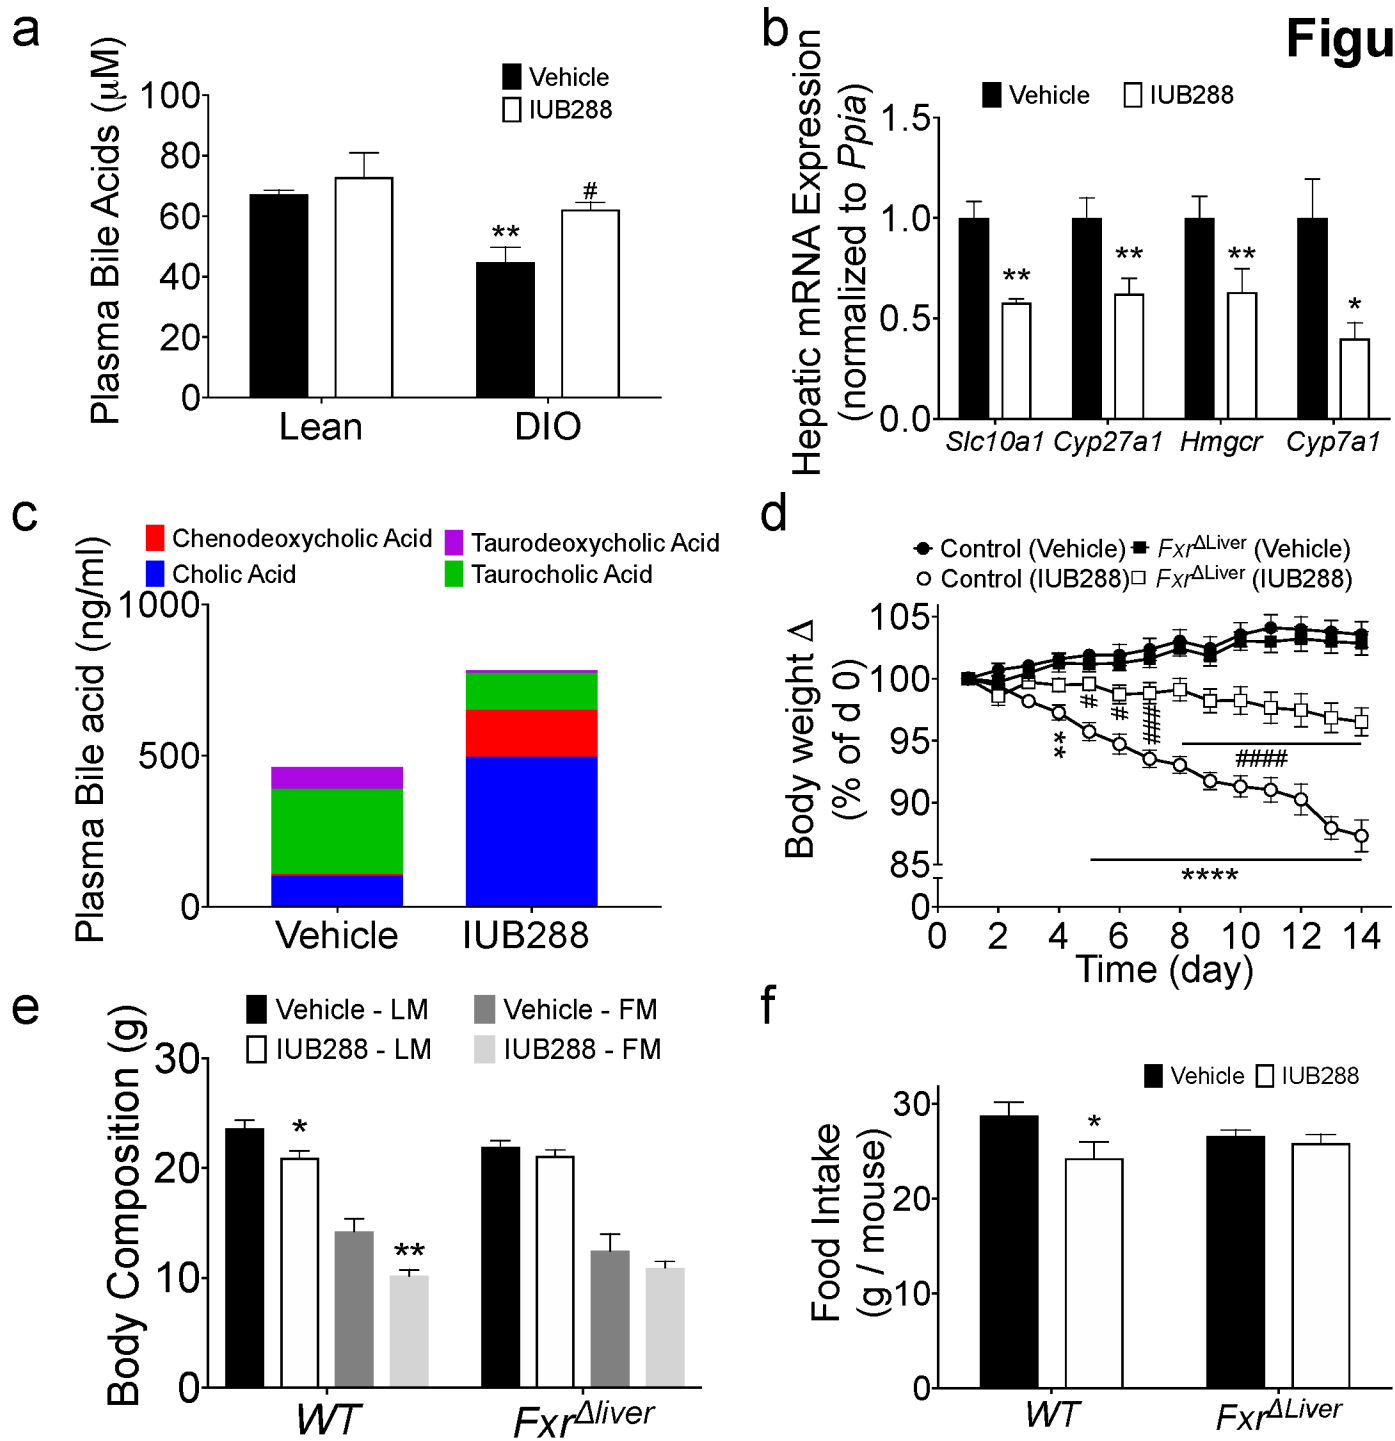 a
Plasma Bile Acids (μM)
Vehicle
IUB288
100
80
60
40
20
0
**
#
Lean
DIO
b
Figu
Hepatic mRNA Expression
(normalized to Ppia)
Vehicle
IUB288
1.5
1.0
0.5
0.0
**
**
**
*
Slc10a1
Cyp27a1
Hmgcr
Cyp7a1
c
Plasma Bile acid (ng/ml)
Chenodeoxycholic Acid
Taurodeoxycholic Acid
Cholic Acid
Taurocholic Acid
1000
500
0
Vehicle
IUB288
d
Control (Vehicle)
FxrΔLiver (Vehicle)
Control (IUB288)
FxrΔLiver (IUB288)
Body weight Δ
(% of d 0)
105
100
95
90
85
0
**
#
#
###
####
****
0 2 4 6 8 10 12 14
Time (day)
e
Body Composition (g)
Vehicle - LM
Vehicle - FM
IUB288 - LM
IUB288 - FM
30
20
10
0
*
**
WT
FxrΔliver
f
Food Intake
(g / mouse)
Vehicle
IUB288
30
20
10
0
*
WT
FxrΔLiver